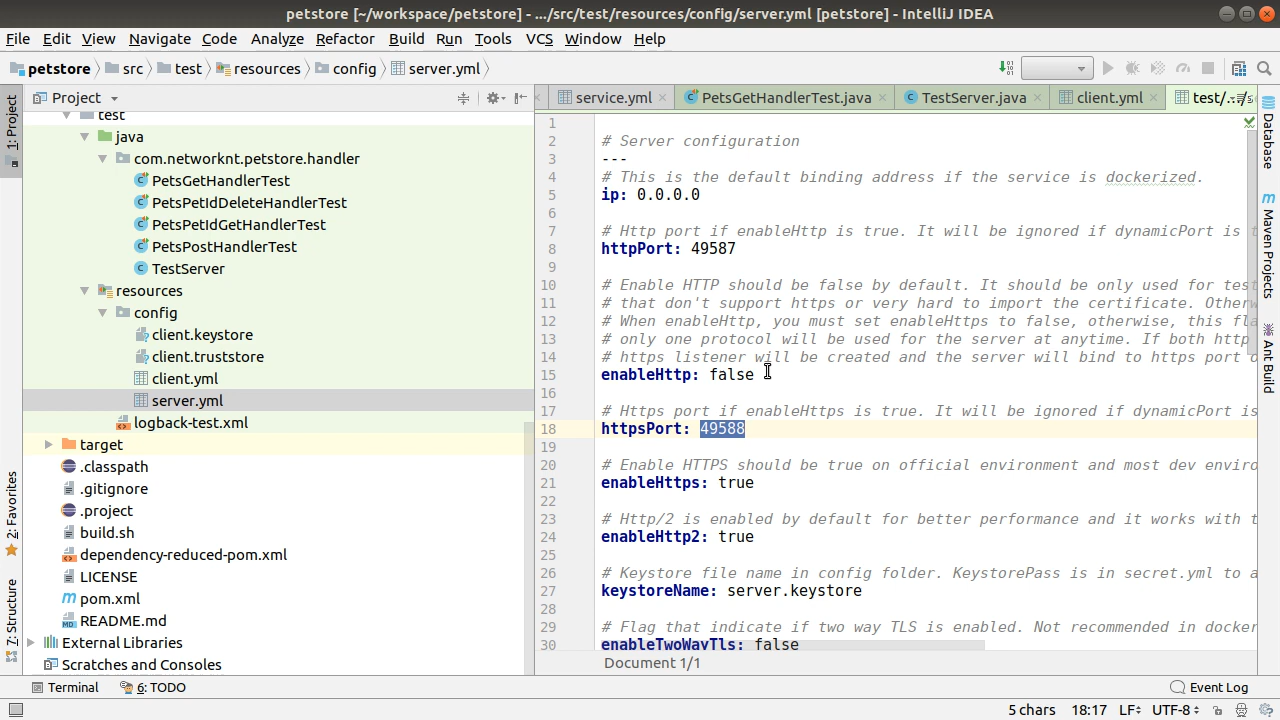 petstore [~/workspace/petstore] - .../src/test/resources/config/server.yml [petstore] - IntelliJ IDEA
File Edit View Navigate Code Analyze Refactor Build Run Tools VCS Window Help
petstore src test resources config server.yml
1: Project
2: Favorites
7: Structure
Project
test
java
com.networknt.petstore.handler
PetsGetHandlerTest
PetsPetIdDeleteHandlerTest
PetsPetIdGetHandlerTest
PetsPostHandlerTest
TestServer
resources
config
client.keystore
client.truststore
client.yml
server.yml
logback-test.xml
target
.classpath
.gitignore
.project
build.sh
dependency-reduced-pom.xml
LICENSE
pom.xml
README.md
External Libraries
Scratches and Consoles
service.yml PetsGetHandlerTest.java TestServer.java client.yml
1
2 # Server configuration
3 ---
4 # This is the default binding address if the service is dockerized.
5 ip: 0.0.0.0
6
7 # Http port if enableHttp is true. It will be ignored if dynamicPort is
8 httpPort: 49587
9
10 # Enable HTTP should be false by default. It should be only used for test
11 # that don't support https or very hard to import the certificate. Otherw
12 # When enableHttp, you must set enableHttps to false, otherwise, this fla
13 # only one protocol will be used for the server at anytime. If both http
14 # https listener will be created and the server will bind to https port
15 enableHttp: false
16
17 # Https port if enableHttps is true. It will be ignored if dynamicPort is
18 httpsPort: 49588
19
20 # Enable HTTPS should be true on official environment and most dev enviro
21 enableHttps: true
22
23 # Http/2 is enabled by default for better performance and it works with
24 enableHttp2: true
25
26 # Keystore file name in config folder. KeystorePass is in secret.yml to a
27 keystoreName: server.keystore
28
29 # Flag that indicate if two way TLS is enabled. Not recommended in docker
30 enableTwoWayTls: false
Document 1/1
Database
Maven Projects
Ant Build
Terminal 6: TODO Event Log
5 chars 18:17 LF UTF-8